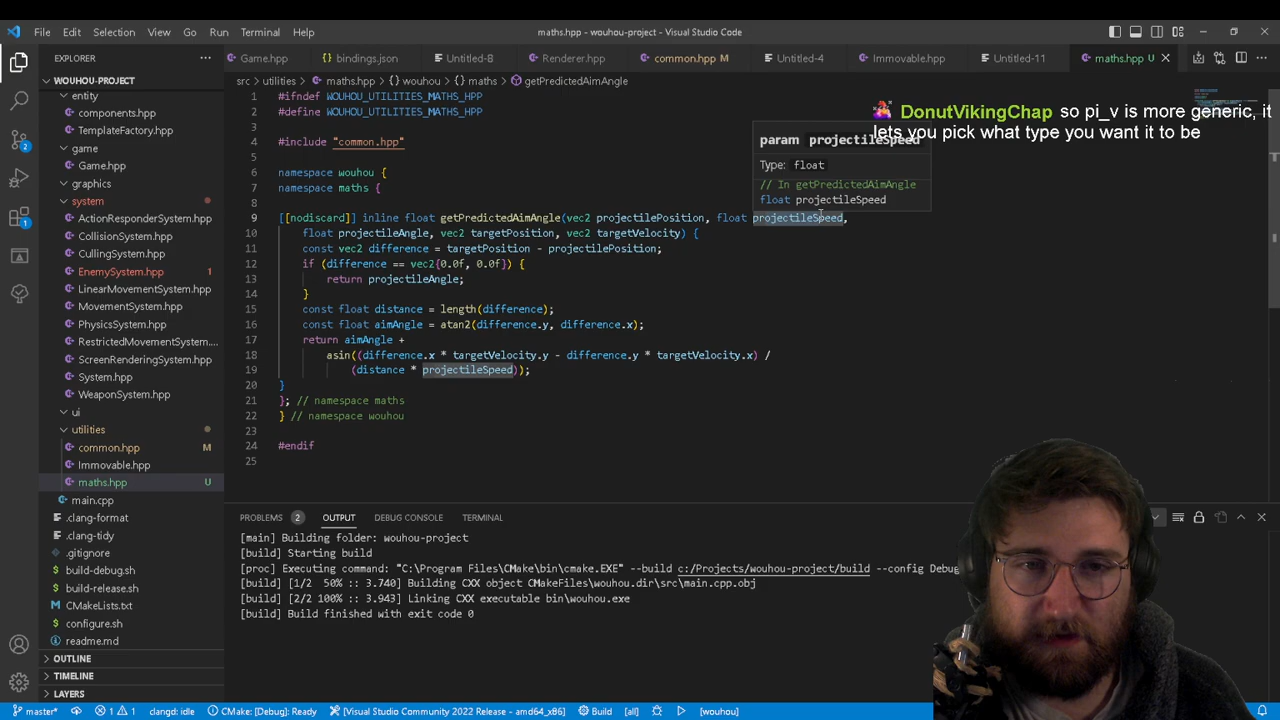 File Edit Selection View Go Run Terminal Help
maths.hpp - wouhou-project - Visual Studio Code
EXPLORER
Game.hpp bindings.json Untitled-8 Renderer.hpp common.hpp M Untitled-4 Immovable.hpp Untitled-11 maths.hpp U
WOUHOU-PROJECT
src > utilities > maths.hpp > {} wouhou > {} maths > getPredictedAimAngle
entity
components.hpp
TemplateFactory.hpp
game
Game.hpp
graphics
system
ActionResponderSystem.hpp
CollisionSystem.hpp
CullingSystem.hpp
EnemySystem.hpp 1
LinearMovementSystem.hpp
MovementSystem.hpp
PhysicsSystem.hpp
RestrictedMovementSystem....
ScreenRenderingSystem.hpp
System.hpp
WeaponSystem.hpp
ui
utilities
common.hpp M
Immovable.hpp
maths.hpp U
main.cpp
.clang-format
.clang-tidy
.gitignore
build-debug.sh
build-release.sh
CMakeLists.txt
configure.sh
readme.md
OUTLINE
TIMELINE
LAYERS
1 #ifndef WOUHOU_UTILITIES_MATHS_HPP
2 #define WOUHOU_UTILITIES_MATHS_HPP
3
4 #include "common.hpp"
5
6 namespace wouhou {
7 namespace maths {
8
9 [[nodiscard]] inline float getPredictedAimAngle(vec2 projectilePosition, float projectileSpeed,
10 float projectileAngle, vec2 targetPosition, vec2 targetVelocity) {
11 const vec2 difference = targetPosition - projectilePosition;
12 if (difference == vec2{0.0f, 0.0f}) {
13 return projectileAngle;
14 }
15 const float distance = length(difference);
16 const float aimAngle = atan2(difference.y, difference.x);
17 return aimAngle +
18 asin((difference.x * targetVelocity.y - difference.y * targetVelocity.x) /
19 (distance * projectileSpeed));
20 }
21 }; // namespace maths
22 } // namespace wouhou
23
24 #endif
25
param projectileSpeed
Type: float
// In getPredictedAimAngle
float projectileSpeed
DonutVikingChap so pi_v is more generic, it
lets you pick what type you want it to be
PROBLEMS 2 OUTPUT DEBUG CONSOLE TERMINAL
[main] Building folder: wouhou-project
[build] Starting build
[proc] Executing command: "C:\Program Files\CMake\bin\cmake.EXE" --build c:/Projects/wouhou-project/build --config Debug
[build] [1/2 50% :: 3.740] Building CXX object CMakeFiles\wouhou.dir\src\main.cpp.obj
[build] [2/2 100% :: 3.943] Linking CXX executable bin\wouhou.exe
[build] Build finished with exit code 0
2
master* 1 1 clangd: idle CMake: [Debug]: Ready [Visual Studio Community 2022 Release - amd64_x86] Build [all] [wouhou]